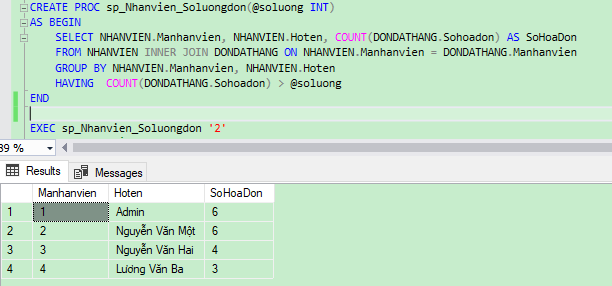 CREATE PROC sp_Nhanvien_Soluongdon(@soluong INT)
AS BEGIN
SELECT NHANVIEN.Manhanvien, NHANVIEN.Hoten, COUNT(DONDATHANG.Sohoadon) AS SoHoaDon
FROM NHANVIEN INNER JOIN DONDATHANG ON NHANVIEN.Manhanvien = DONDATHANG.Manhanvien
GROUP BY NHANVIEN.Manhanvien, NHANVIEN.Hoten
HAVING COUNT(DONDATHANG.Sohoadon) > @soluong
END
EXEC sp_Nhanvien_Soluongdon '2'
89 %
Results Messages
Manhanvien Hoten SoHoaDon
1 1 Admin 6
2 2 Nguyễn Văn Một 6
3 3 Nguyễn Văn Hai 4
4 4 Lương Văn Ba 3